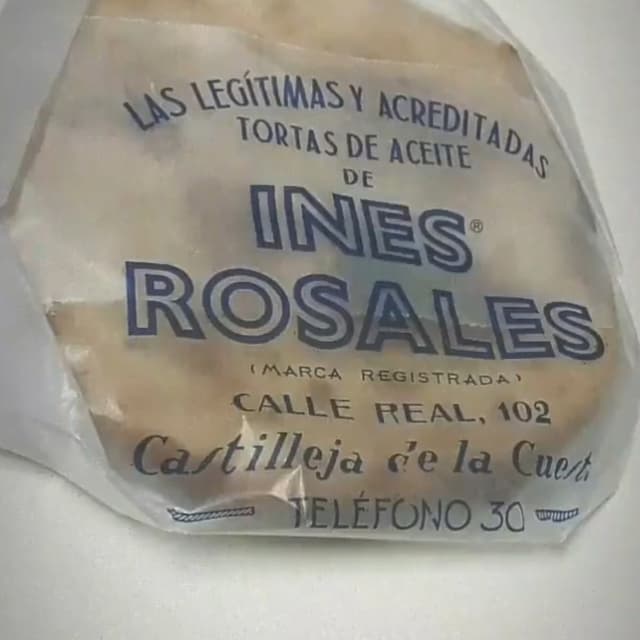 LAS LEGÍTIMAS Y ACREDITADAS
TORTAS DE ACEITE
DE
INES®
ROSALES
(MARCA REGISTRADA)
CALLE REAL, 102
Castilleja de la Cuesta
TELÉFONO 30